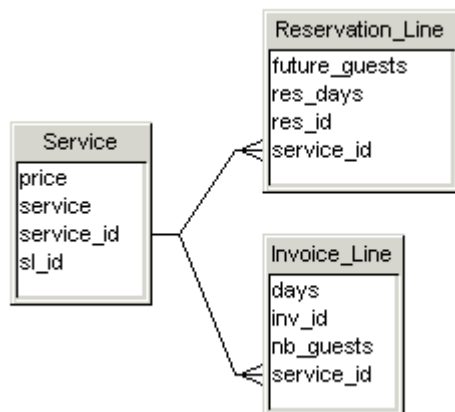 Service
price
service
service_id
sl_id
Reservation_Line
future_guests
res_days
res_id
service_id
Invoice_Line
days
inv_id
nb_guests
service_id